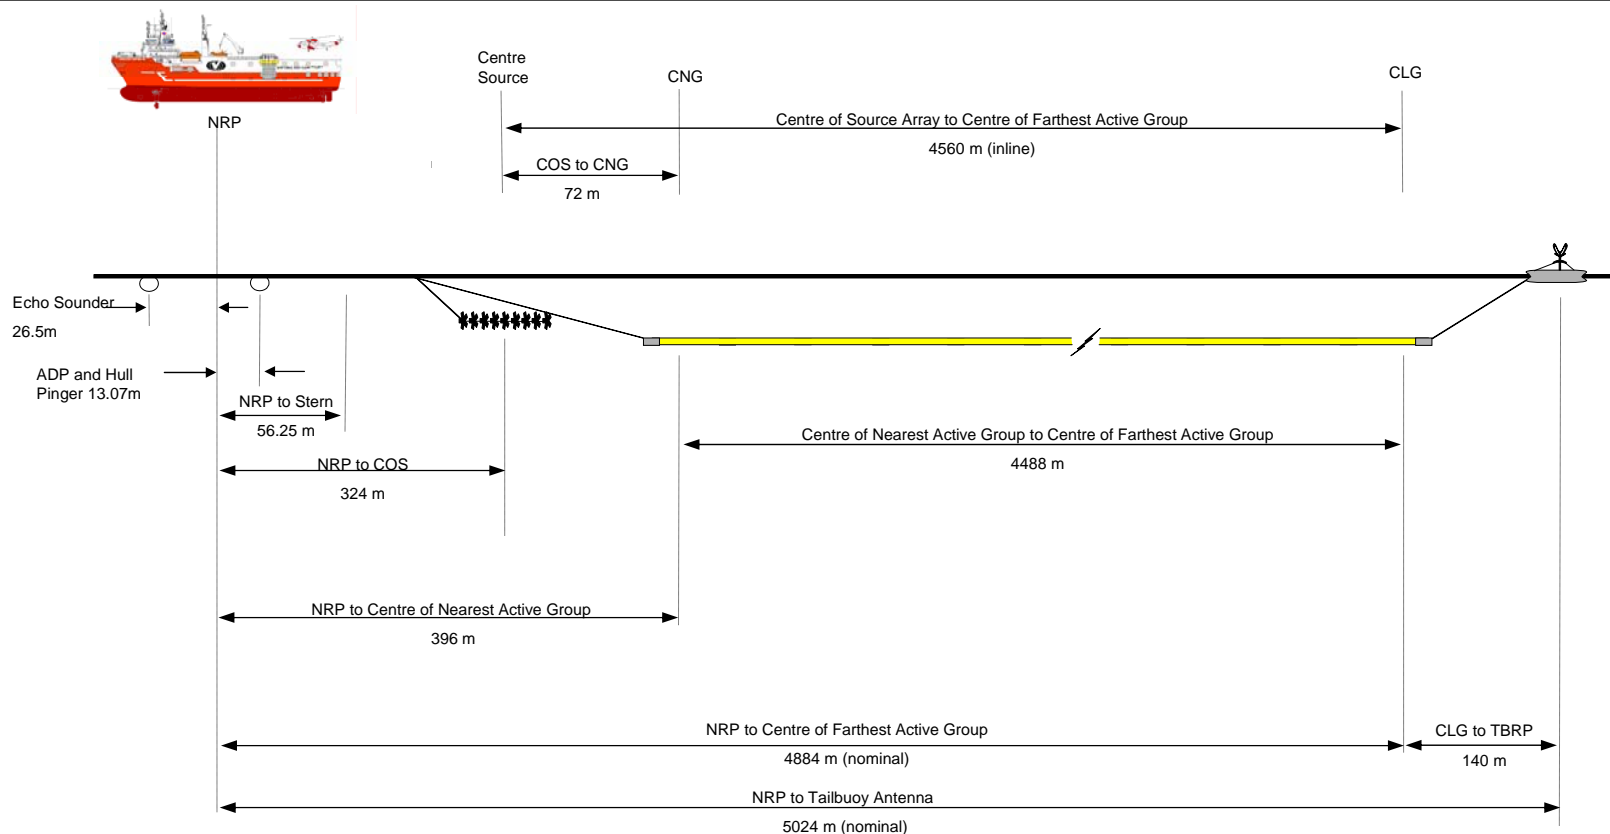 Centre
Source
CNG
CLG
NRP
Centre of Source Array to Centre of Farthest Active Group
4560 m (inline)
COS to CNG
72 m
Echo Sounder
26.5m
ADP and Hull
Pinger 13.07m
NRP to Stern
56.25 m
Centre of Nearest Active Group to Centre of Farthest Active Group
4488 m
NRP to COS
324 m
NRP to Centre of Nearest Active Group
396 m
NRP to Centre of Farthest Active Group
4884 m (nominal)
CLG to TBRP
140 m
NRP to Tailbuoy Antenna
5024 m (nominal)